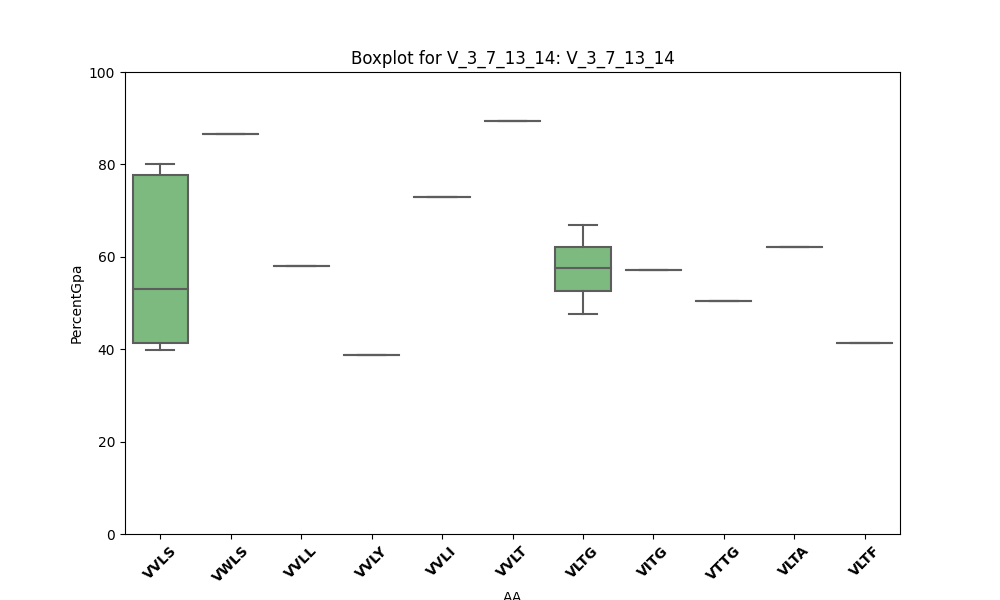 Boxplot for V_3_7_13_14: V_3_7_13_14
100
80
60
40
20
0
PercentGpa
VVLS
VWLS
VVLL
VVLY
VVLI
VVLT
VLTG
VITG
VTTG
VLTA
VLTF
AA